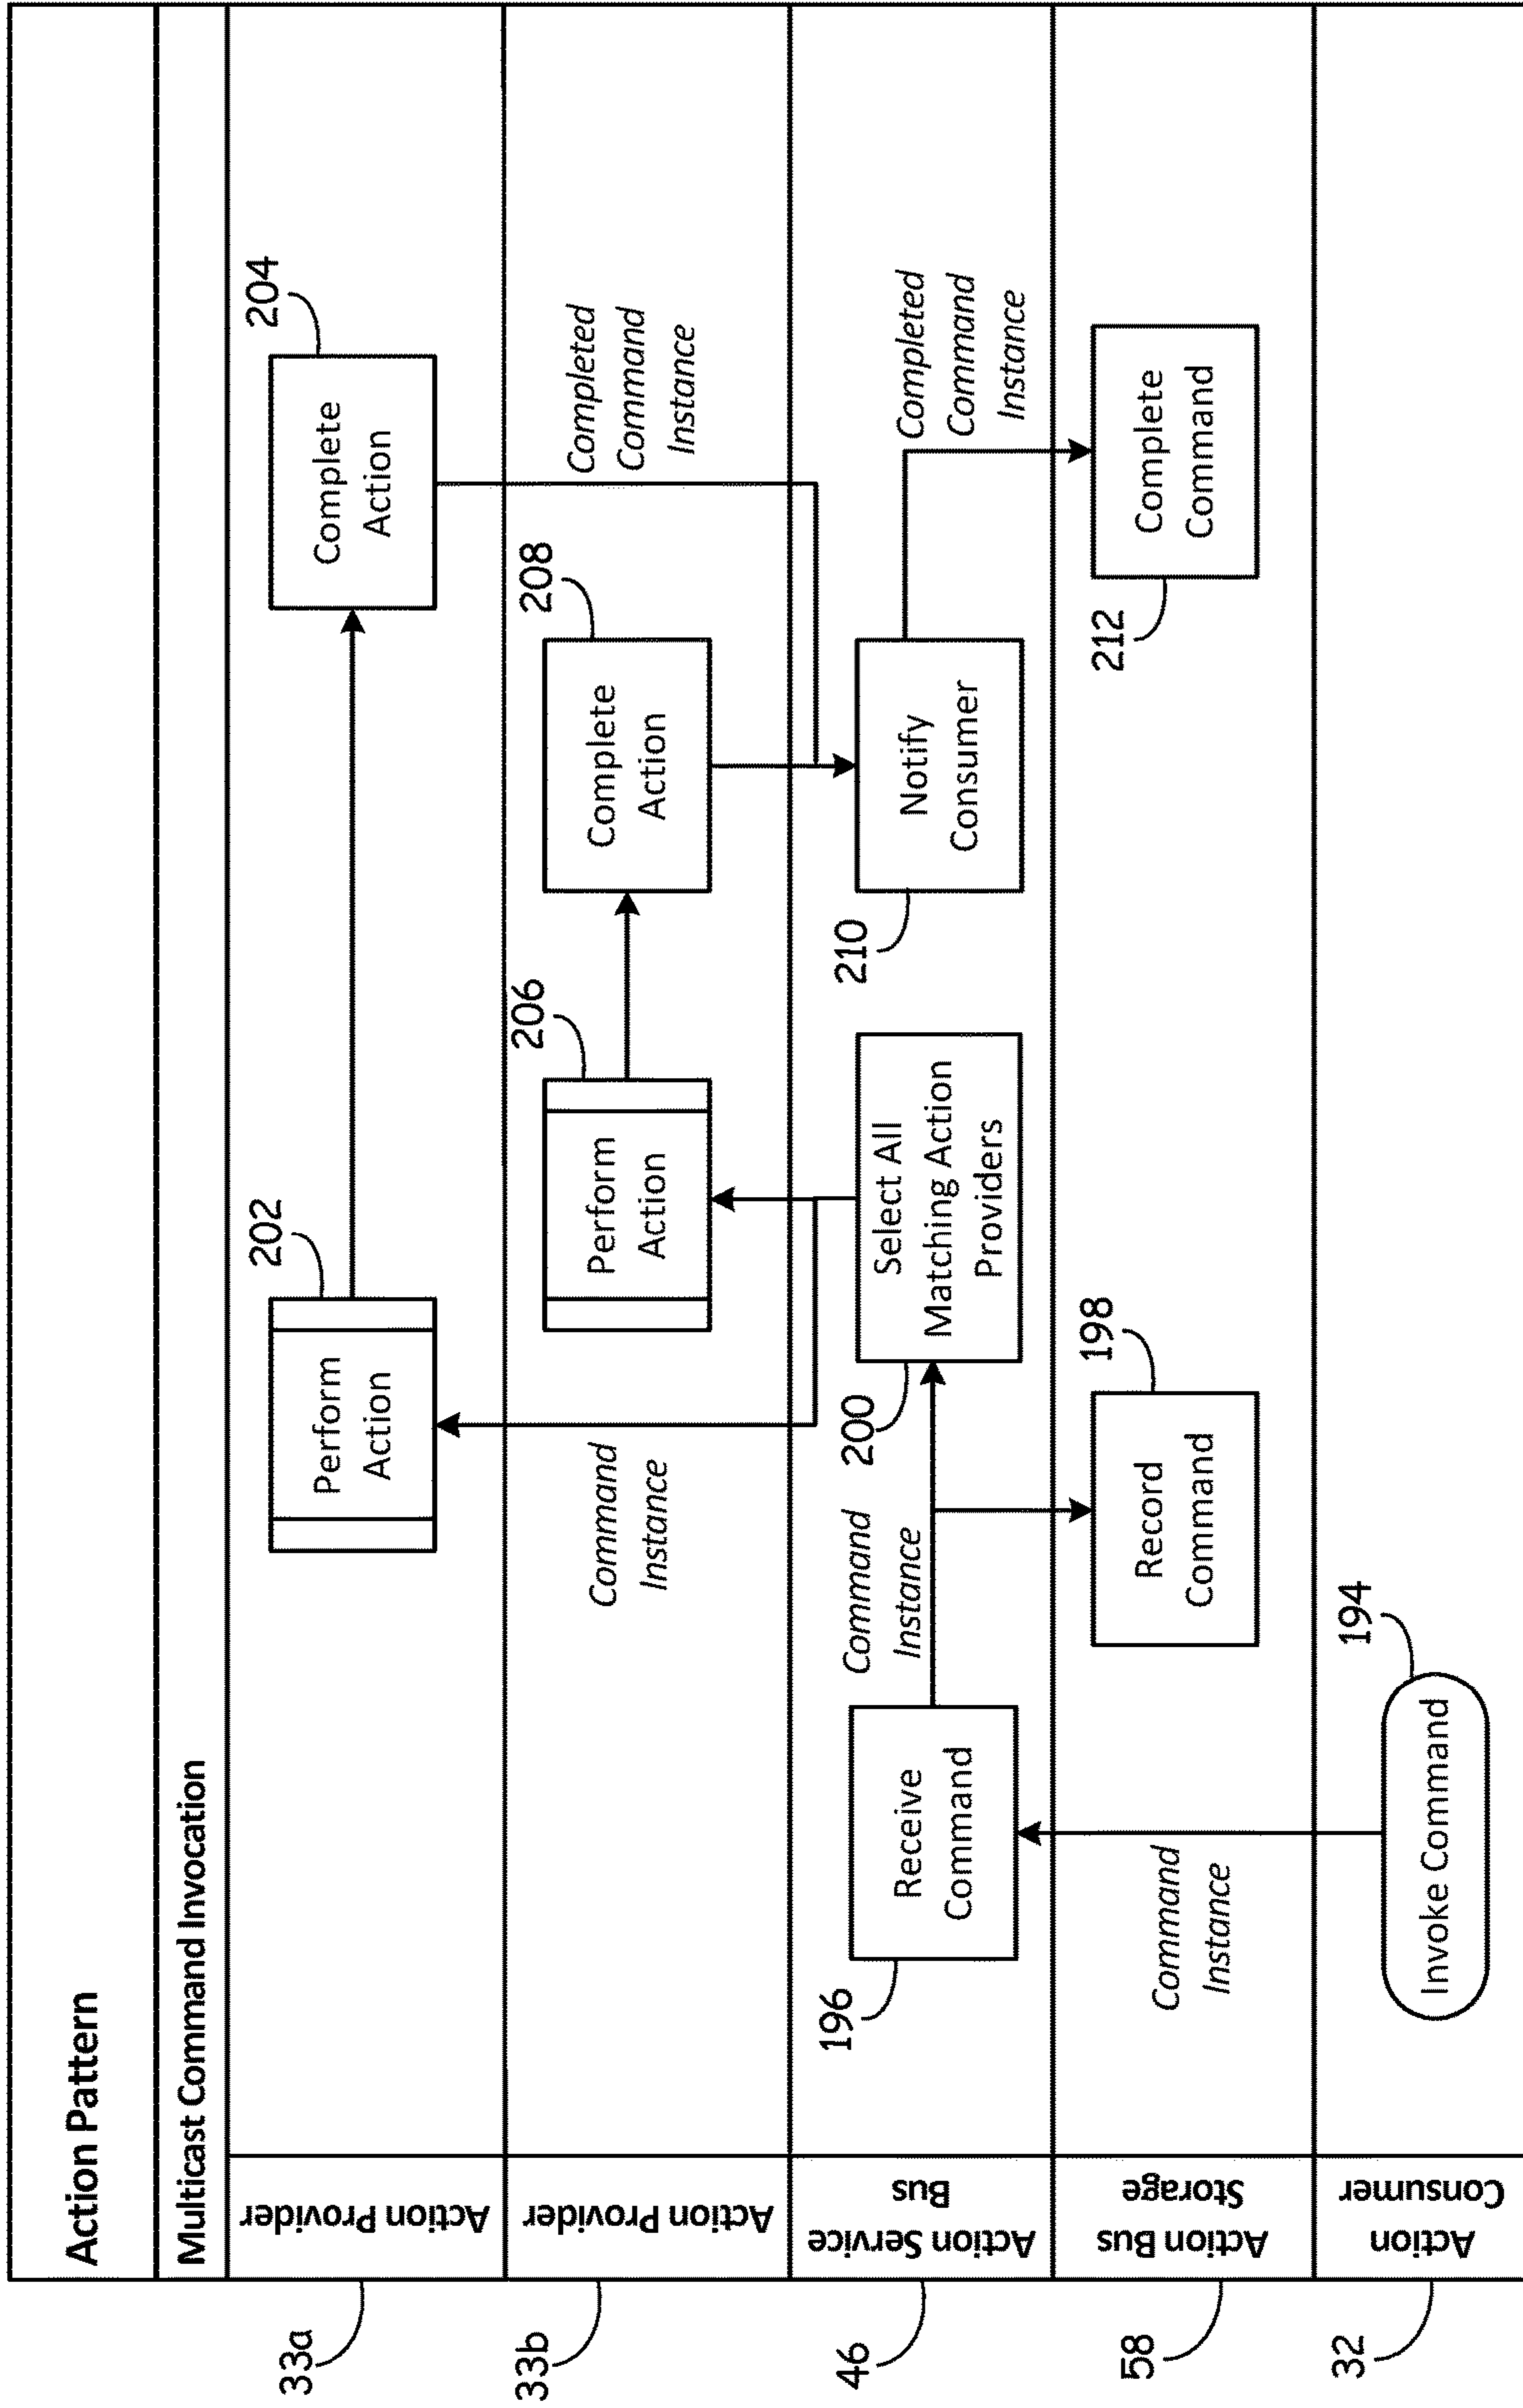 Action Pattern
Multicast Command Invocation
33a
Action Provider
202
Perform
Action
204
Complete
Action
33b
Action Provider
Command
Instance
206
Perform
Action
208
Complete
Action
Completed
Command
Instance
46
Action Service
Bus
196
Receive
Command
Command
Instance
200
Select All
Matching Action
Providers
210
Notify
Consumer
Completed
Command
Instance
58
Action Bus
Storage
Command
Instance
198
Record
Command
212
Complete
Command
32
Action
Consumer
194
Invoke Command